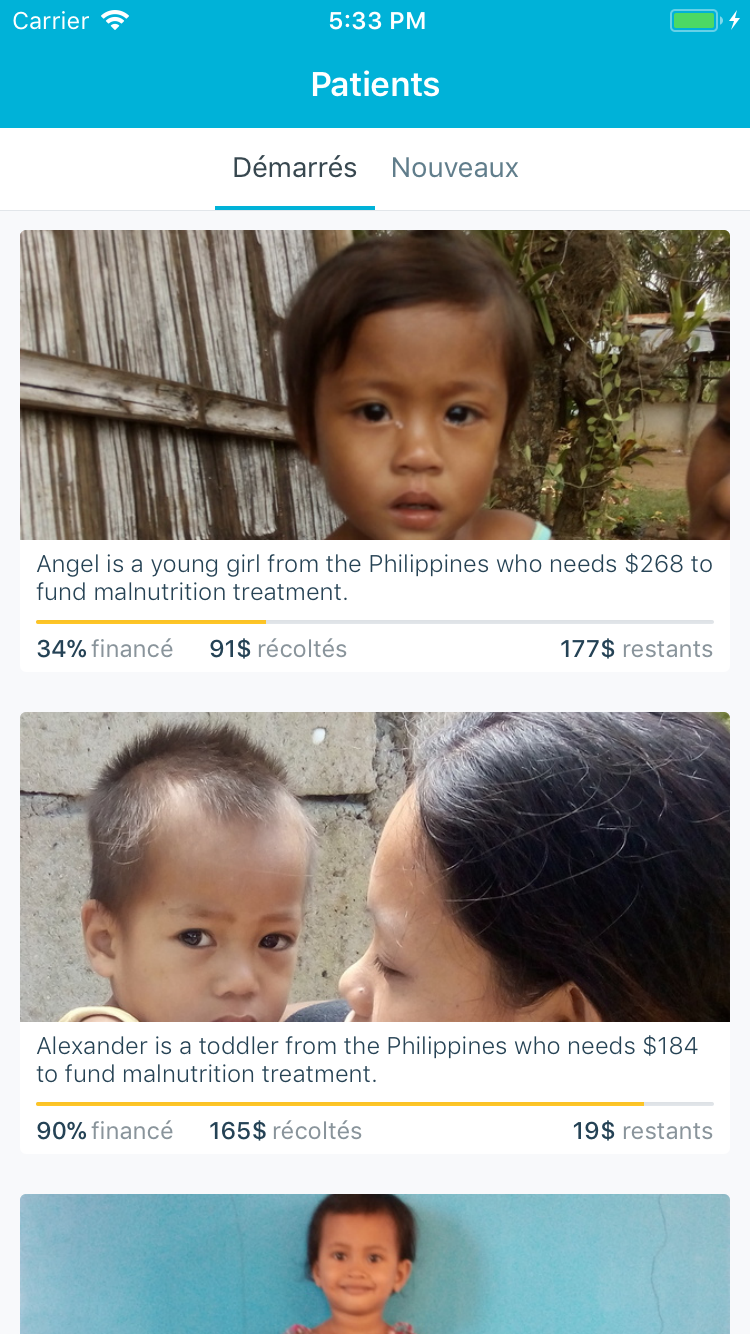 Carrier 5:33 PM
Patients
Démarrés Nouveaux
Angel is a young girl from the Philippines who needs $268 to
fund malnutrition treatment.
34% financé 91$ récoltés 177$ restants
Alexander is a toddler from the Philippines who needs $184
to fund malnutrition treatment.
90% financé 165$ récoltés 19$ restants